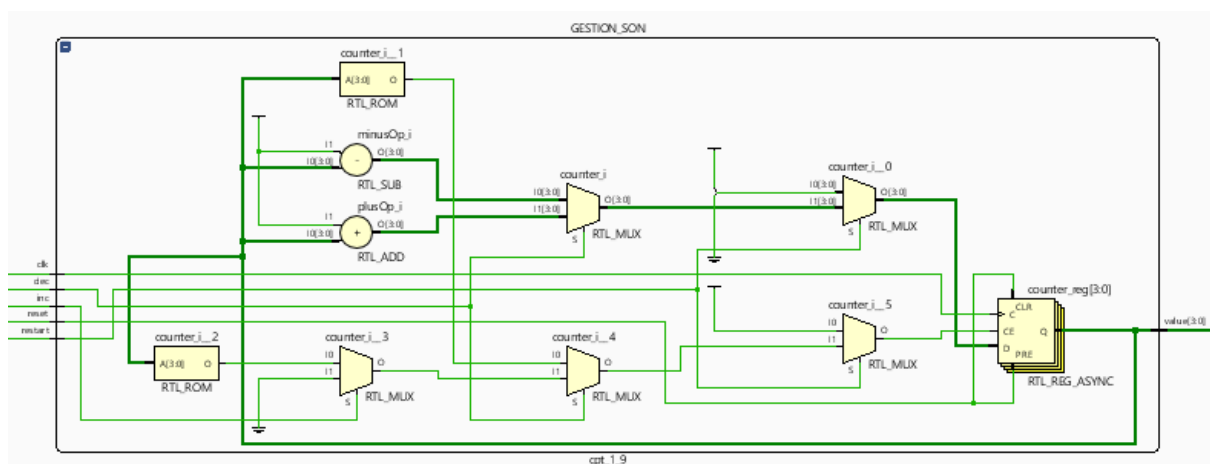 GESTION_SON
counter_i__1
A[3:0] O
RTL_ROM
minusOp_i
I1
I0[3:0]
-
O[3:0]
RTL_SUB
plusOp_i
I1
I0[3:0]
+
O[3:0]
RTL_ADD
counter_i
I0[3:0]
I1[3:0]
O[3:0]
S
RTL_MUX
counter_i__0
I0[3:0]
I1[3:0]
O[3:0]
S
RTL_MUX
clk
dec
inc
reset
restart
counter_i__2
A[3:0] O
RTL_ROM
counter_i__3
I0
I1
O
S
RTL_MUX
counter_i__4
I0
I1
O
S
RTL_MUX
counter_i__5
I0
I1
O
S
RTL_MUX
counter_reg[3:0]
CLR
C
CE
Q
D
PRE
RTL_REG_ASYNC
value[3:0]
cpt_1_9